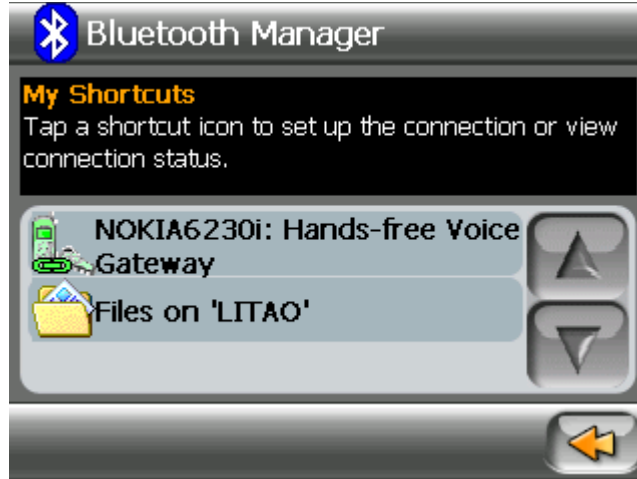 Bluetooth Manager
My Shortcuts
Tap a shortcut icon to set up the connection or view
connection status.
NOKIA6230i: Hands-free Voice
Gateway
Files on 'LITAO'